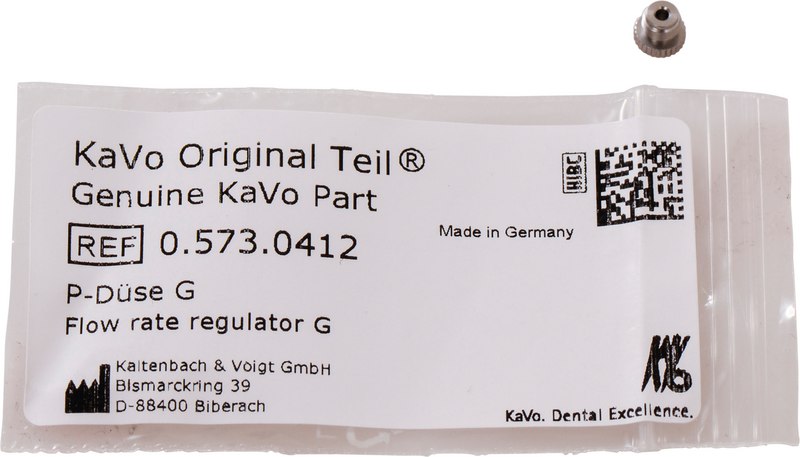 KaVo Original Teil®
Genuine KaVo Part
HIBC
REF 0.573.0412
Made in Germany
P-Düse G
Flow rate regulator G
Kaltenbach & Voigt GmbH
Bismarckring 39
D-88400 Biberach
KaVo. Dental Excellence.